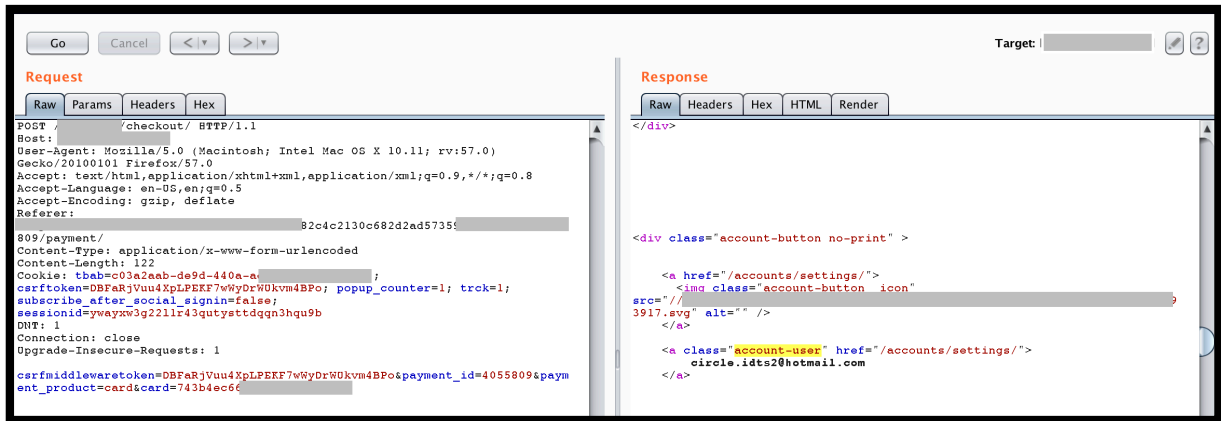 Go Cancel < > Target:
?
Request
Raw Params Headers Hex
POST / /checkout/ HTTP/1.1
Host:
User-Agent: Mozilla/5.0 (Macintosh; Intel Mac OS X 10.11; rv:57.0)
Gecko/20100101 Firefox/57.0
Accept: text/html,application/xhtml+xml,application/xml;q=0.9,*/*;q=0.8
Accept-Language: en-US,en;q=0.5
Accept-Encoding: gzip, deflate
Referer:
82c4c2130c682d2ad5735
809/payment/
Content-Type: application/x-www-form-urlencoded
Content-Length: 122
Cookie: tbab=c03a2aab-de9d-440a-a ;
csrftoken=DBFaRjVuu4XpLPEKF7wWyDrWUkvm4BPo; popup_counter=1; trck=1;
subscribe_after_social_signin=false;
sessionid=ywayxw3g22l1r43qutysttdqqn3hqu9b
DNT: 1
Connection: close
Upgrade-Insecure-Requests: 1
csrfmiddlewaretoken=DBFaRjVuu4XpLPEKF7wWyDrWUkvm4BPo&payment_id=4055809&paym
ent_product=card&card=743b4ec66
Response
Raw Headers Hex HTML Render
</div>
<div class="account-button no-print" >
<a href="/accounts/settings/">
<img class="account-button__icon"
src="//
3917.svg" alt="" />
</a>
<a class="account-user" href="/accounts/settings/">
circle.idts2@hotmail.com
</a>